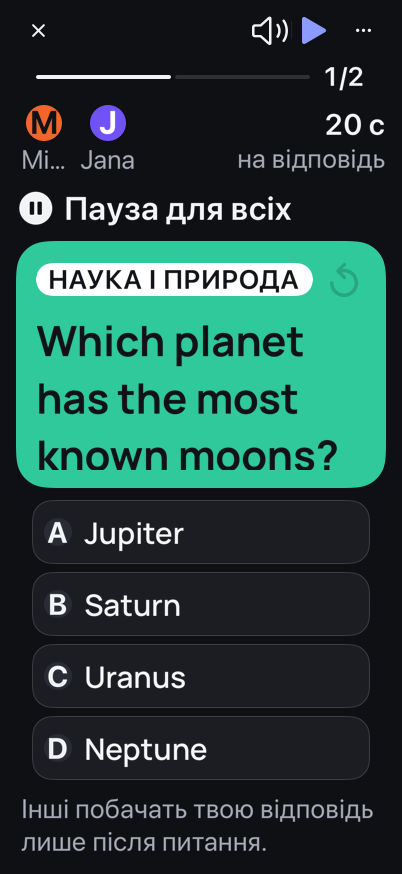 1/2
M J
Mi... Jana
20 с
на відповідь
Пауза для всіх
НАУКА І ПРИРОДА
Which planet
has the most
known moons?
A Jupiter
B Saturn
C Uranus
D Neptune
Інші побачать твою відповідь
лише після питання.